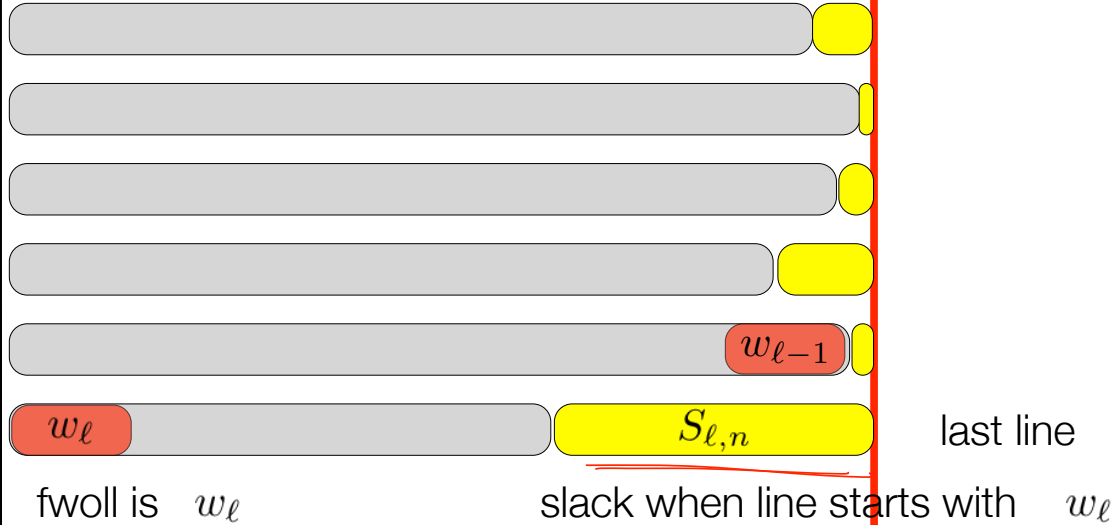 w_{ℓ−1}
w_ℓ S_{ℓ,n} last line
fwoll is w_ℓ slack when line starts with w_ℓ